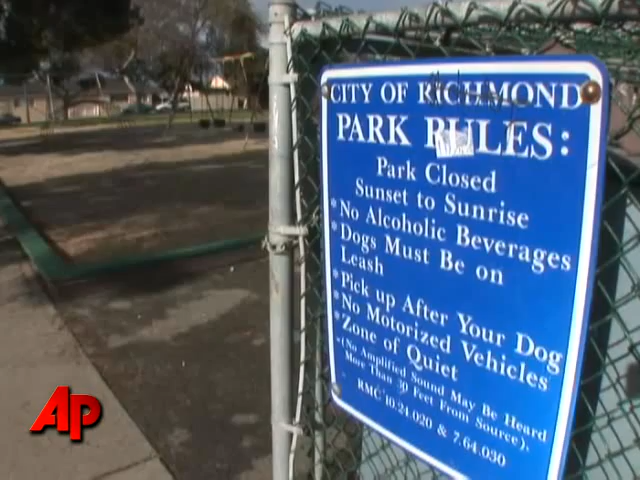 CITY OF RICHMOND
PARK RULES:
Park Closed
Sunset to Sunrise
*No Alcoholic Beverages
*Dogs Must Be on
Leash
*Pick up After Your Dog
*No Motorized Vehicles
*Zone of Quiet
*(No Amplified Sound May Be Heard
More Than 30 Feet From Source).
RMC 10.24.020 & 7.64.030
AP